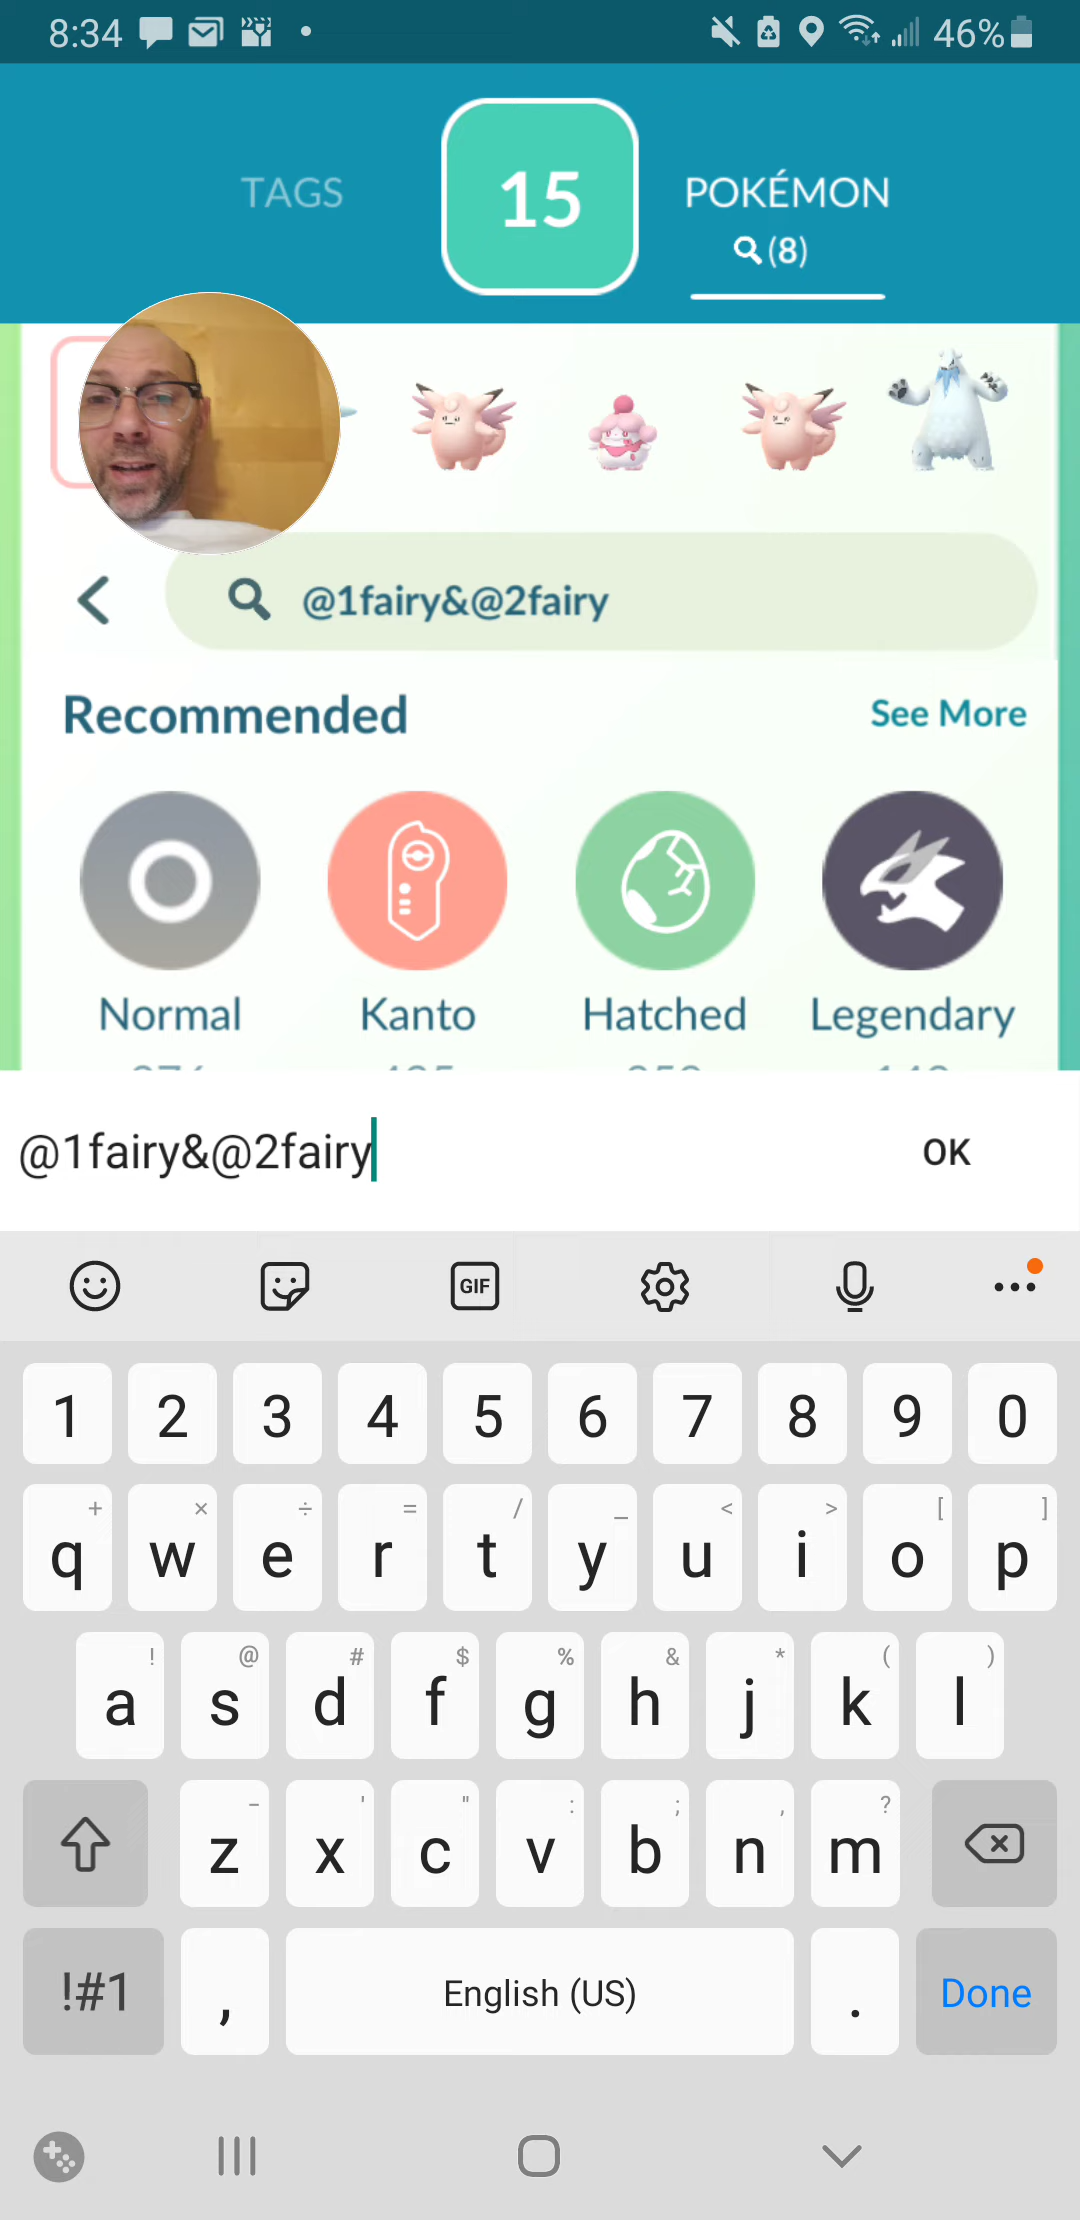 8:34
46%
TAGS
15
POKÉMON
(8)
@1fairy&@2fairy
Recommended
See More
Normal
Kanto
Hatched
Legendary
@1fairy&@2fairy
OK
GIF
1 2 3 4 5 6 7 8 9 0
+ × ÷ = / _ < > [ ]
q w e r t y u i o p
! @ # $ % & * ( )
a s d f g h j k l
- ' " : ; , ?
z x c v b n m
!#1 , English (US) . Done